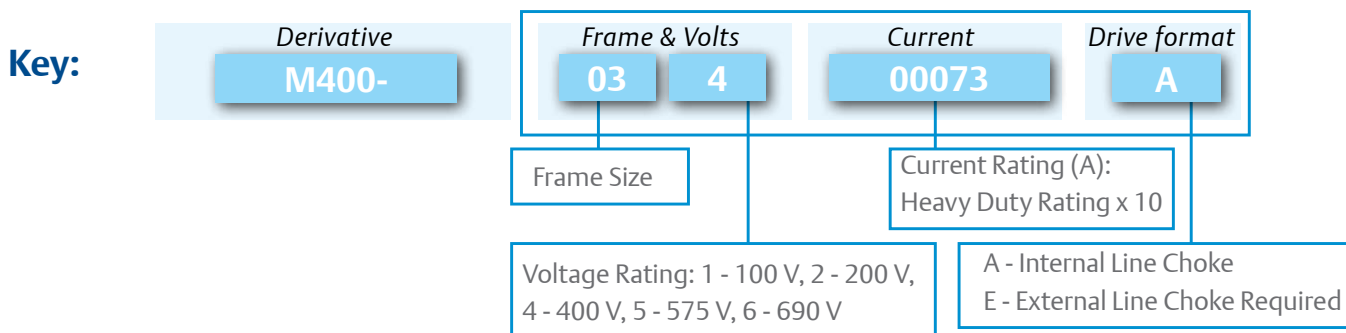 Key:
Derivative
Frame & Volts
Current
Drive format
M400-
03
4
00073
A
Frame Size
Current Rating (A):
Heavy Duty Rating x 10
Voltage Rating: 1 - 100 V, 2 - 200 V,
4 - 400 V, 5 - 575 V, 6 - 690 V
A - Internal Line Choke
E - External Line Choke Required